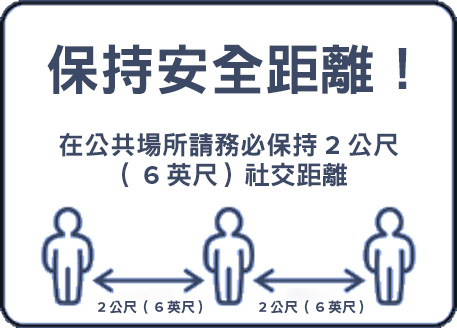 保持安全距離！
在公共場所請務必保持 2 公尺
（ 6 英尺）社交距離
2 公尺（ 6 英尺） 2 公尺（ 6 英尺）